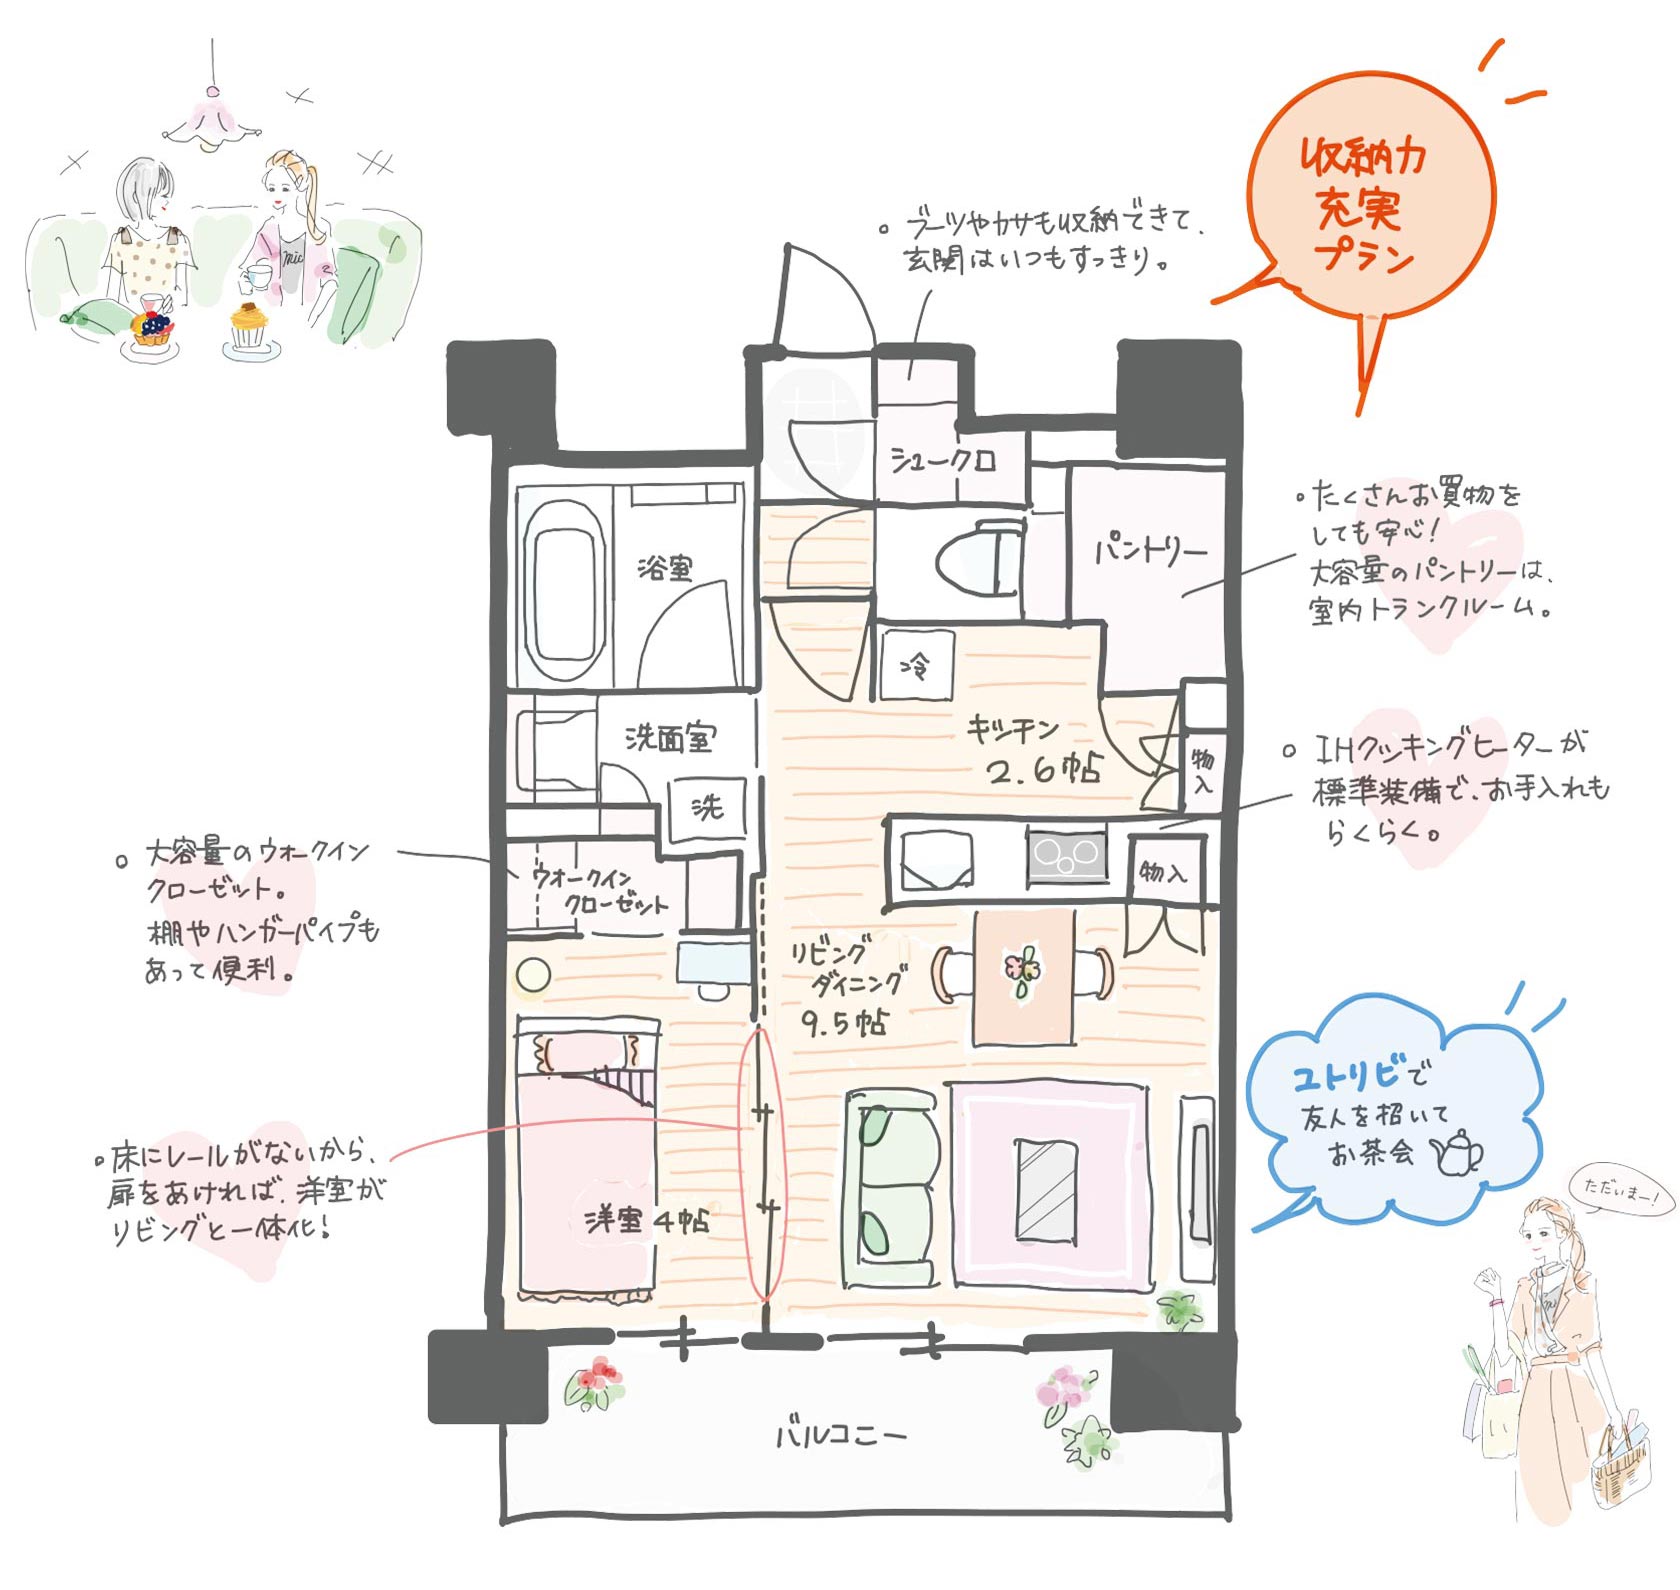 収納力
充実
プラン
ブーツやカサも収納できて、
玄関はいつもすっきり。
mic
シュークロ
パントリー
たくさんお買物を
しても安心!
大容量のパントリーは、
室内トランクルーム。
浴室
冷
キッチン
2.6帖
物
入
洗面室
洗
IHクッキングヒーターが
標準装備で、お手入れも
らくらく。
物入
大容量のウォークイン
クローゼット。
棚やハンガーパイプも
あって便利。
ウォークイン
クローゼット
リビング
ダイニング
9.5帖
ユトリビで
友人を招いて
お茶会
ただいまー!
床にレールがないから、
扉をあければ、洋室が
リビングと一体化!
洋室4帖
バルコニー